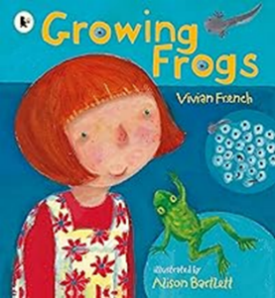 Growing
Frogs
Vivian French
illustrated by
Alison Bartlett